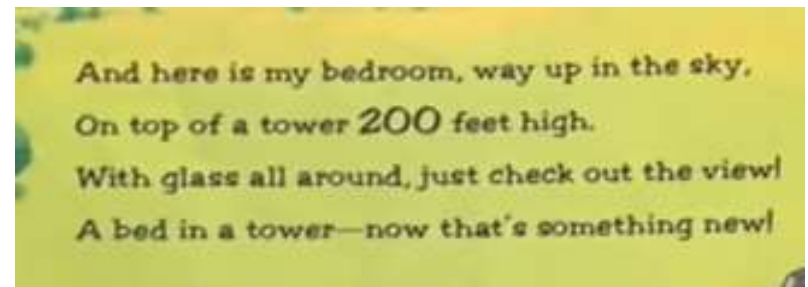 And here is my bedroom, way up in the sky,
On top of a tower 200 feet high.
With glass all around, just check out the view!
A bed in a tower—now that's something new!